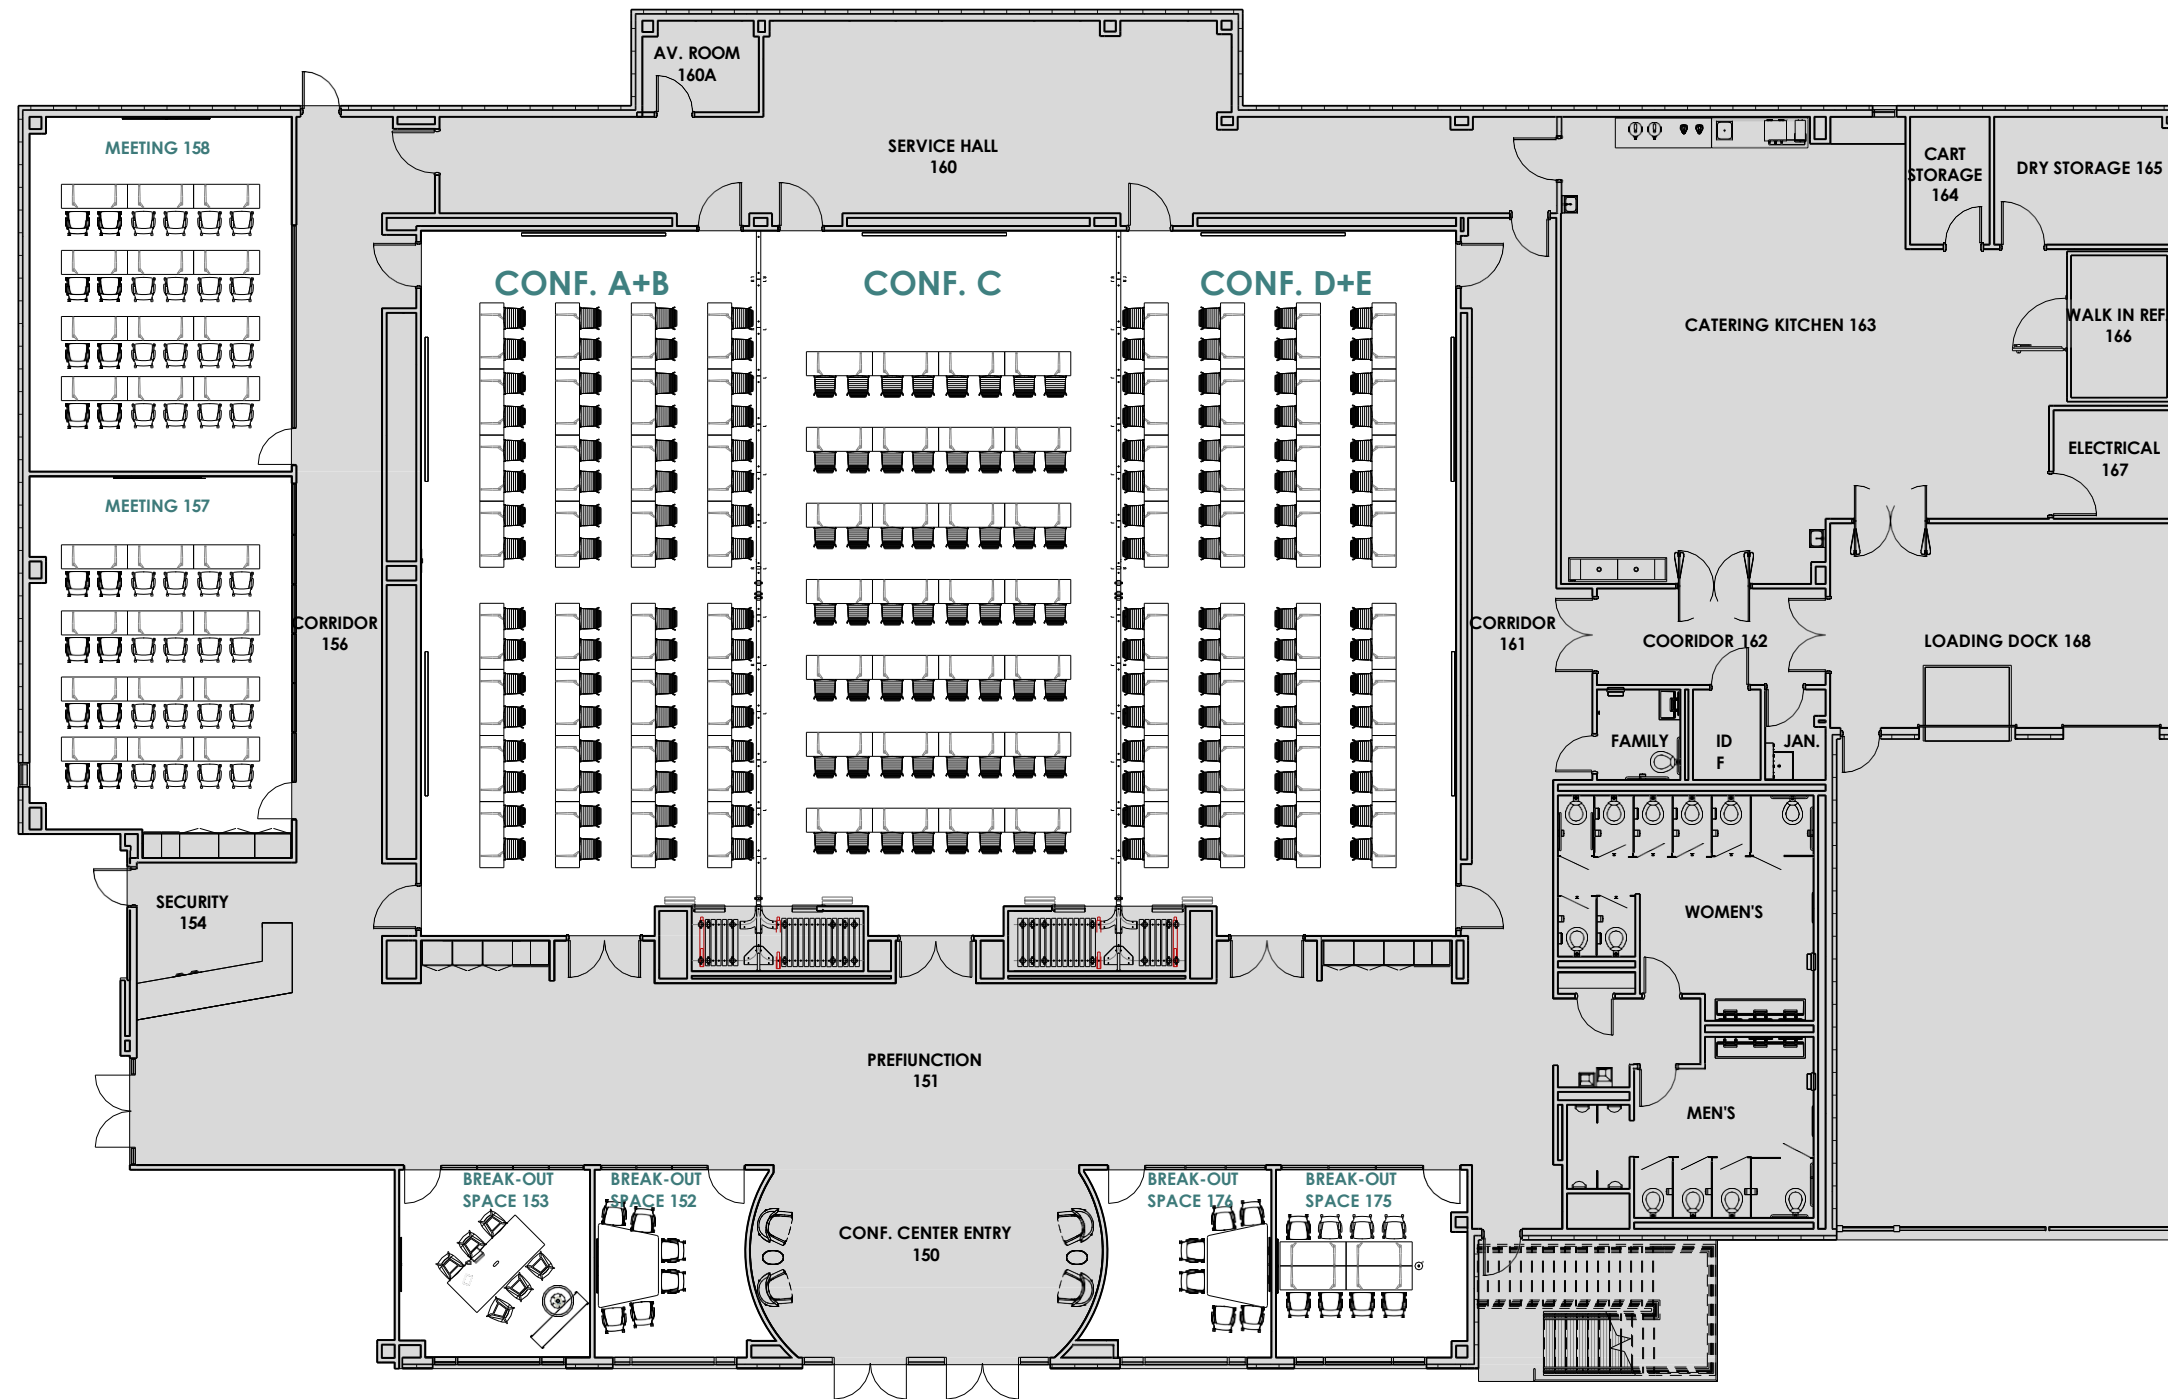 AV. ROOM
160A
MEETING 158
SERVICE HALL
160
CART
STORAGE
164
DRY STORAGE 165
CONF. A+B
CONF. C
CONF. D+E
CATERING KITCHEN 163
WALK IN REF.
166
ELECTRICAL
167
MEETING 157
CORRIDOR
156
CORRIDOR
161
COORIDOR 162
LOADING DOCK 168
FAMILY
ID
F
JAN.
SECURITY
154
WOMEN'S
PREFIUNCTION
151
MEN'S
BREAK-OUT
SPACE 153
BREAK-OUT
SPACE 152
BREAK-OUT
SPACE 176
BREAK-OUT
SPACE 175
CONF. CENTER ENTRY
150